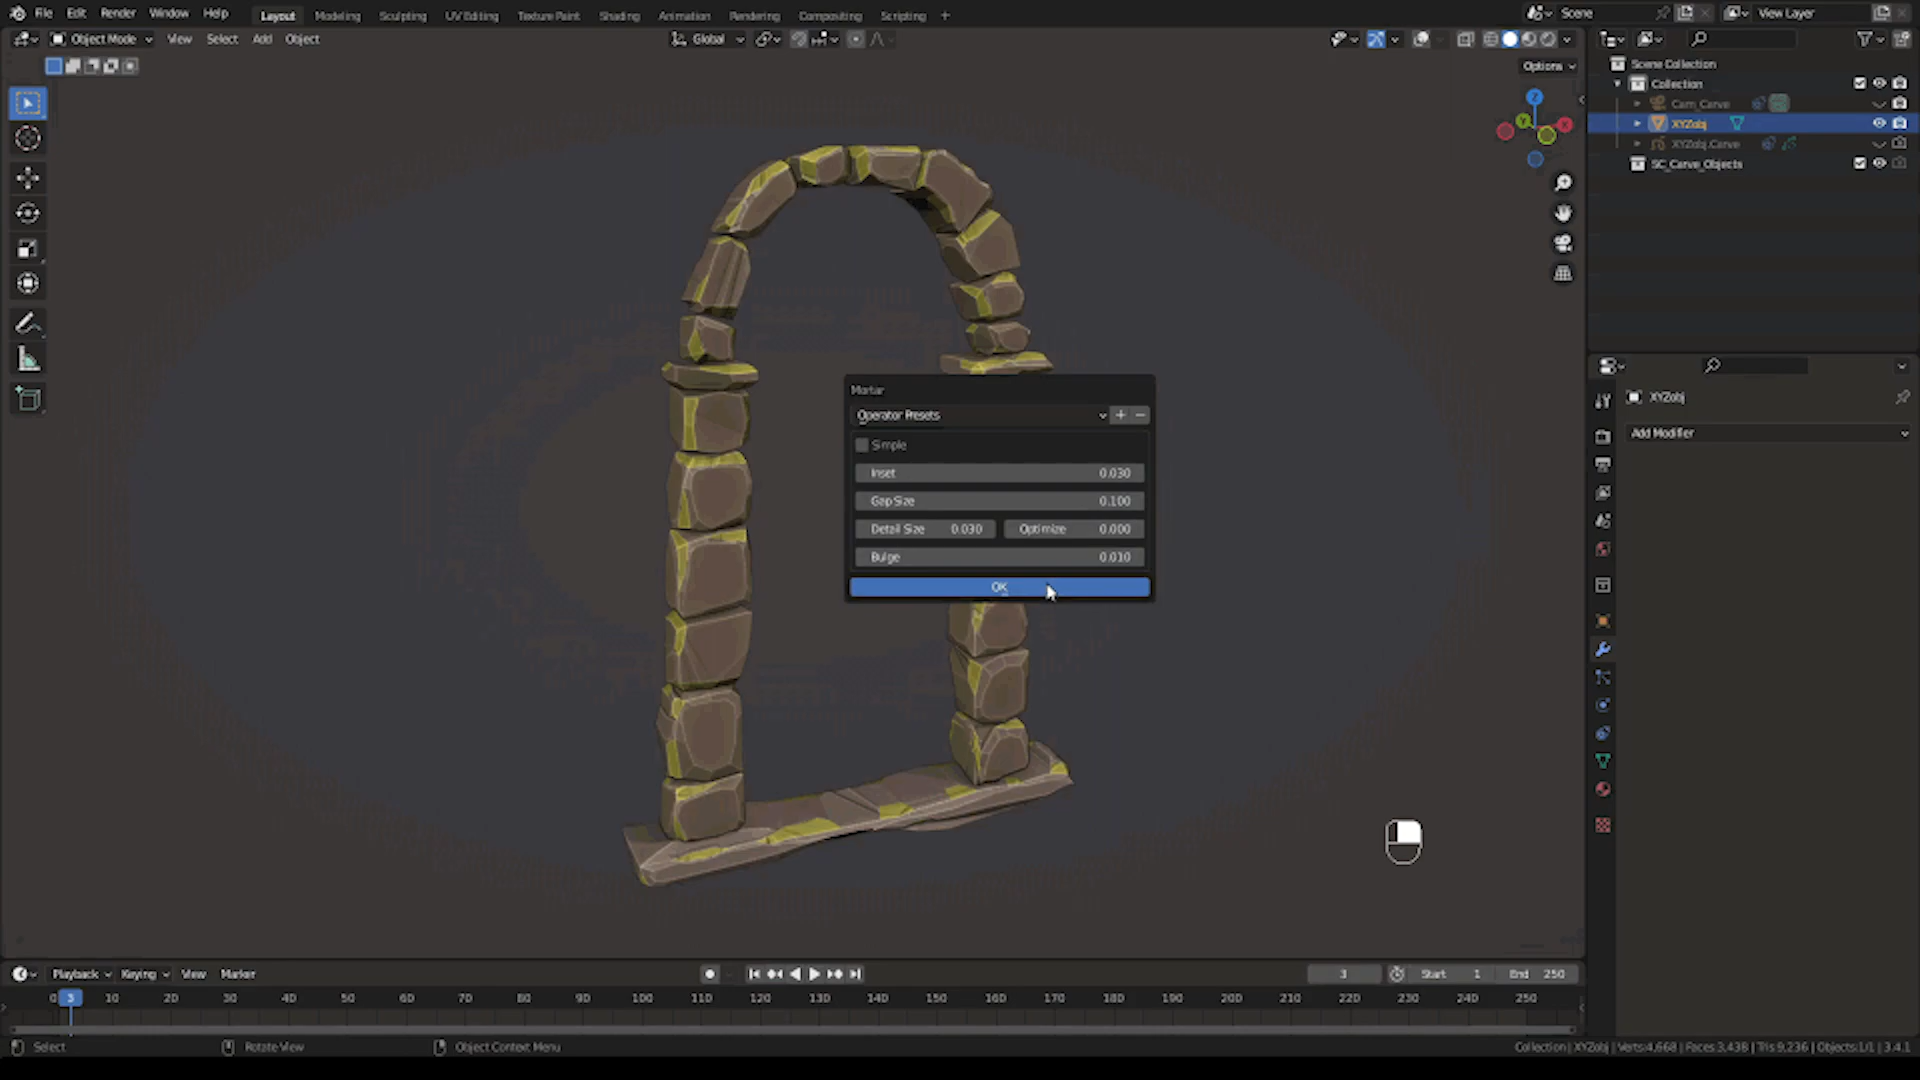 File Edit Render Window Help Layout Modeling Sculpting UV Editing Texture Paint Shading Animation Rendering Compositing Scripting + Scene View Layer
Object Mode View Select Add Object Global
Options
Scene Collection
Collection
Cam_Carve
XYZobj
XYZobj.Carve
SC_Carve_Objects
Z
Y
X
Mortar
Operator Presets
Simple
Inset 0.030
Gap Size 0.100
Detail Size 0.030 Optimize 0.000
Bulge 0.010
OK
XYZobj
Add Modifier
Playback Keying View Marker 3 Start 1 End 250
0 3 10 20 30 40 50 60 70 80 90 100 110 120 130 140 150 160 170 180 190 200 210 220 230 240 250
Select Rotate View Object Context Menu Collection | XYZobj | Verts:4,668 | Faces:3,438 | Tris:9,236 | Objects:1/1 | 3.4.1